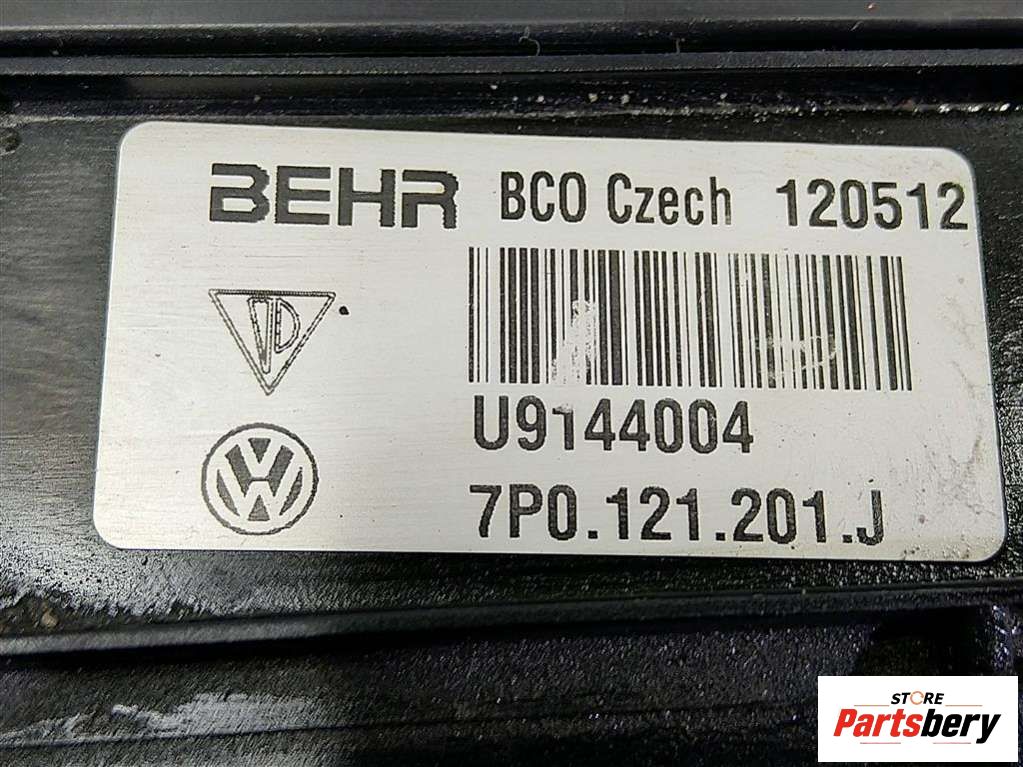 BEHR BCO Czech 120512
U9144004
7P0.121.201.J
STORE
Partsbery